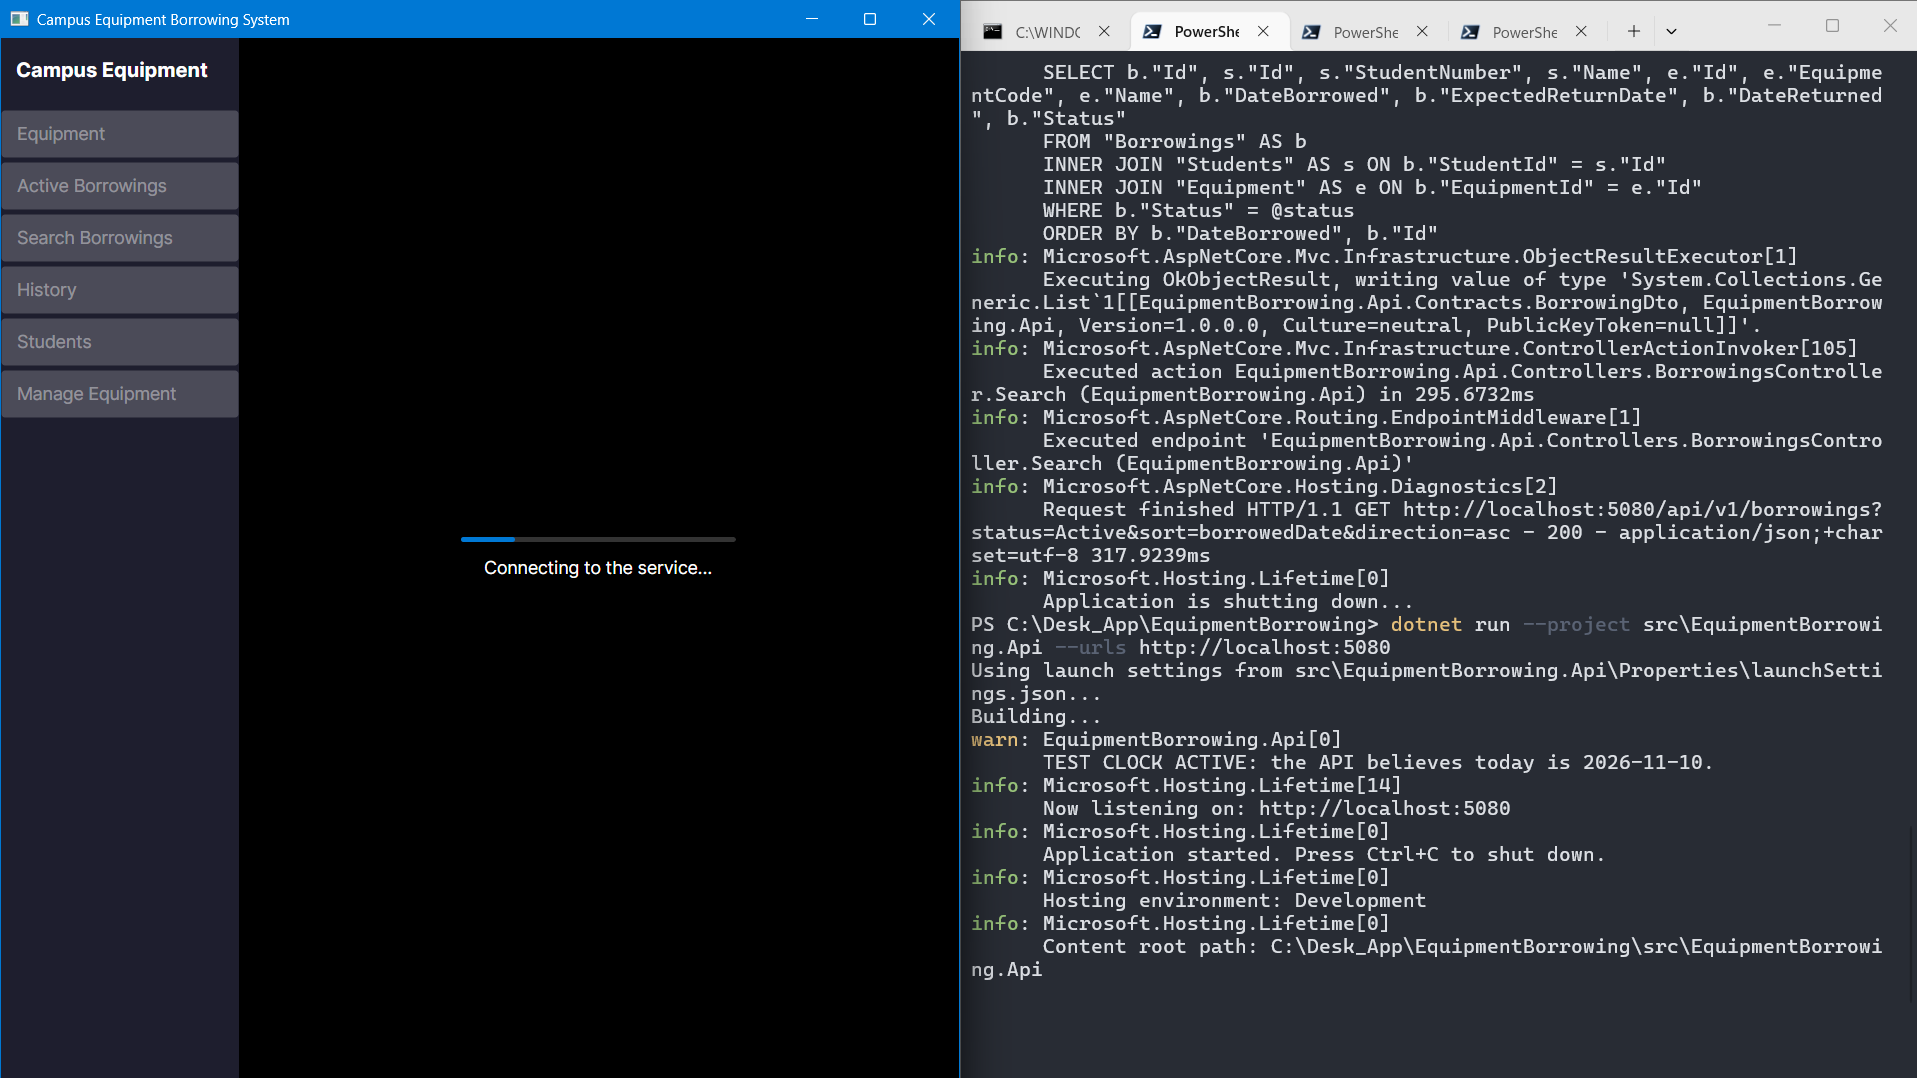 Campus Equipment Borrowing System
Campus Equipment
Equipment
Active Borrowings
Search Borrowings
History
Students
Manage Equipment
Connecting to the service...
C:\WINDC
PowerShe
PowerShe
PowerShe
SELECT b."Id", s."Id", s."StudentNumber", s."Name", e."Id", e."Equipme
ntCode", e."Name", b."DateBorrowed", b."ExpectedReturnDate", b."DateReturned
", b."Status"
FROM "Borrowings" AS b
INNER JOIN "Students" AS s ON b."StudentId" = s."Id"
INNER JOIN "Equipment" AS e ON b."EquipmentId" = e."Id"
WHERE b."Status" = @status
ORDER BY b."DateBorrowed", b."Id"
info: Microsoft.AspNetCore.Mvc.Infrastructure.ObjectResultExecutor[1]
Executing OkObjectResult, writing value of type 'System.Collections.Ge
neric.List`1[[EquipmentBorrowing.Api.Contracts.BorrowingDto, EquipmentBorrow
ing.Api, Version=1.0.0.0, Culture=neutral, PublicKeyToken=null]]'.
info: Microsoft.AspNetCore.Mvc.Infrastructure.ControllerActionInvoker[105]
Executed action EquipmentBorrowing.Api.Controllers.BorrowingsControlle
r.Search (EquipmentBorrowing.Api) in 295.6732ms
info: Microsoft.AspNetCore.Routing.EndpointMiddleware[1]
Executed endpoint 'EquipmentBorrowing.Api.Controllers.BorrowingsContro
ller.Search (EquipmentBorrowing.Api)'
info: Microsoft.AspNetCore.Hosting.Diagnostics[2]
Request finished HTTP/1.1 GET http://localhost:5080/api/v1/borrowings?
status=Active&sort=borrowedDate&direction=asc - 200 - application/json;+char
set=utf-8 317.9239ms
info: Microsoft.Hosting.Lifetime[0]
Application is shutting down...
PS C:\Desk_App\EquipmentBorrowing> dotnet run --project src\EquipmentBorrowi
ng.Api --urls http://localhost:5080
Using launch settings from src\EquipmentBorrowing.Api\Properties\launchSetti
ngs.json...
Building...
warn: EquipmentBorrowing.Api[0]
TEST CLOCK ACTIVE: the API believes today is 2026-11-10.
info: Microsoft.Hosting.Lifetime[14]
Now listening on: http://localhost:5080
info: Microsoft.Hosting.Lifetime[0]
Application started. Press Ctrl+C to shut down.
info: Microsoft.Hosting.Lifetime[0]
Hosting environment: Development
info: Microsoft.Hosting.Lifetime[0]
Content root path: C:\Desk_App\EquipmentBorrowing\src\EquipmentBorrowi
ng.Api